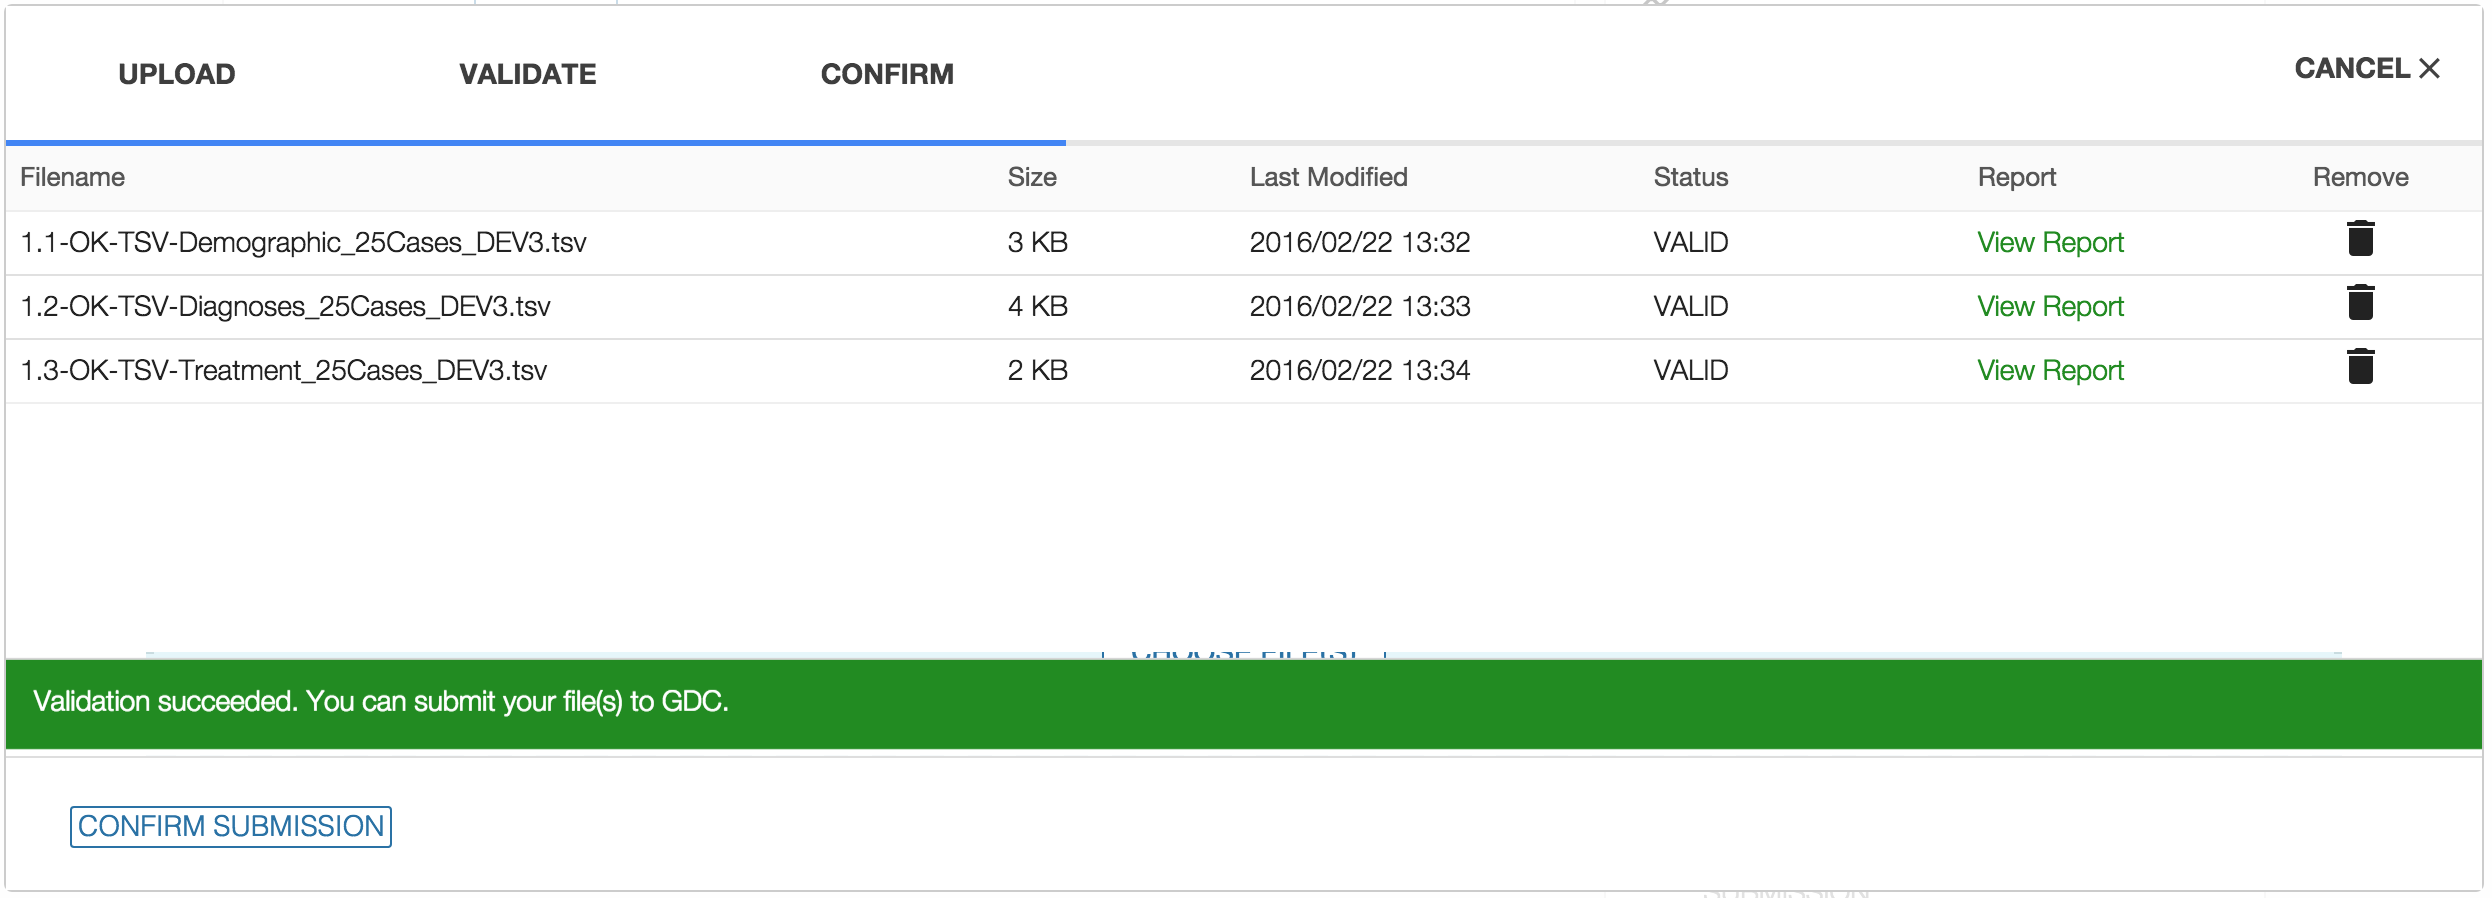 UPLOAD VALIDATE CONFIRM CANCEL
Filename Size Last Modified Status Report Remove
1.1-OK-TSV-Demographic_25Cases_DEV3.tsv 3 KB 2016/02/22 13:32 VALID View Report
1.2-OK-TSV-Diagnoses_25Cases_DEV3.tsv 4 KB 2016/02/22 13:33 VALID View Report
1.3-OK-TSV-Treatment_25Cases_DEV3.tsv 2 KB 2016/02/22 13:34 VALID View Report
Validation succeeded. You can submit your file(s) to GDC.
CONFIRM SUBMISSION